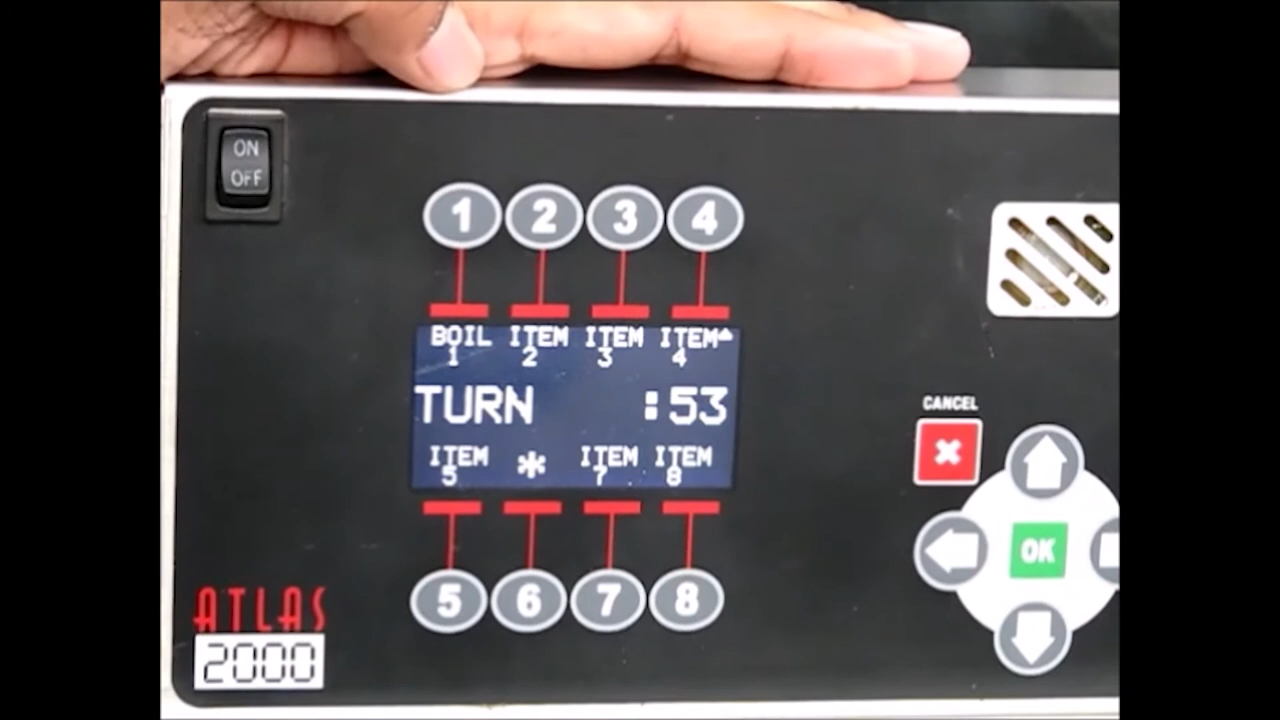 ON
OFF
1 2 3 4
BOIL ITEM ITEM ITEM
1 2 3 4
TURN :53
ITEM * ITEM ITEM
5 7 8
5 6 7 8
CANCEL
OK
ATLAS
2000